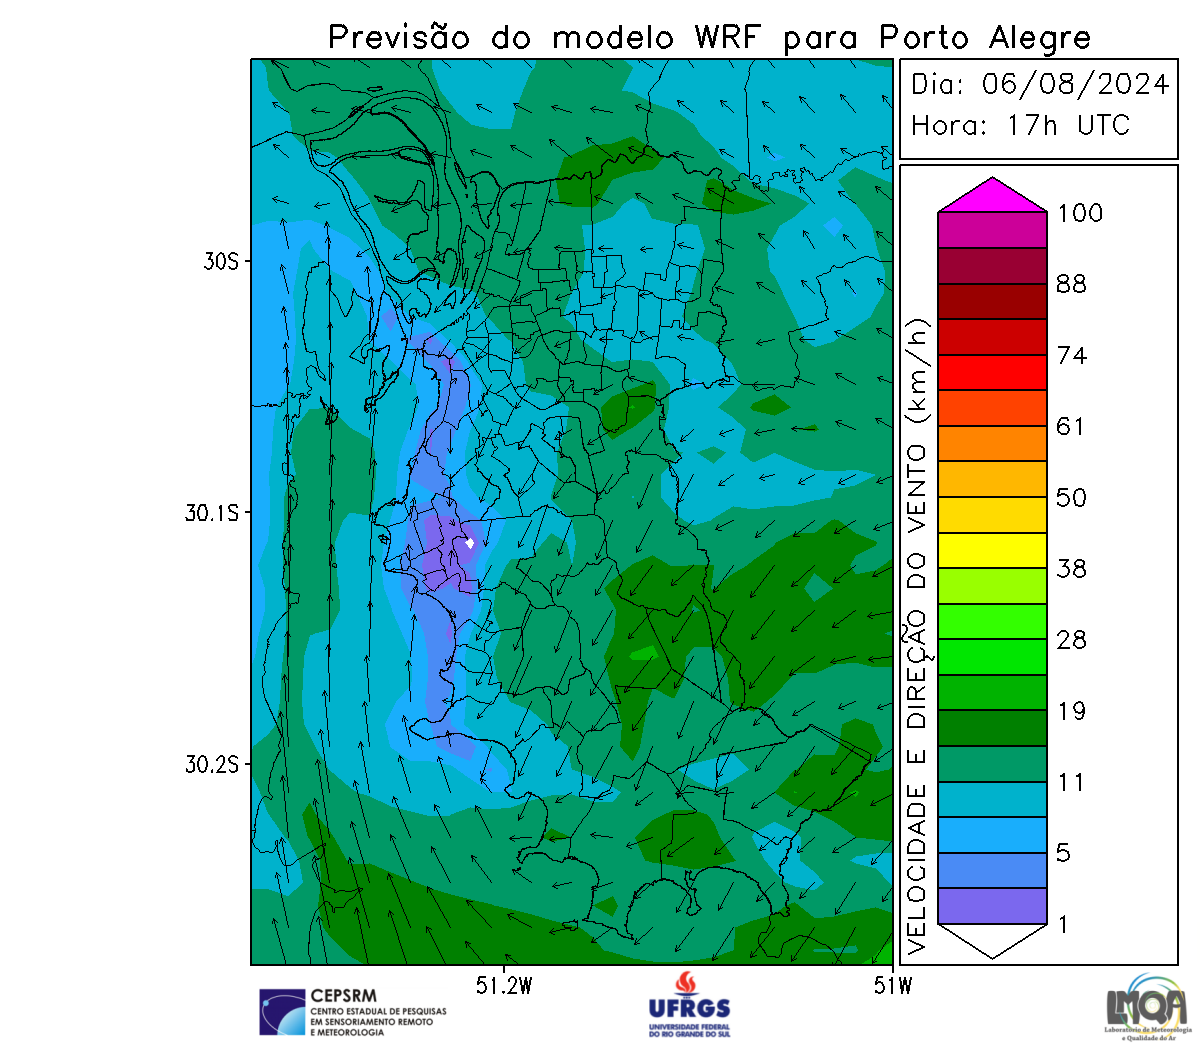 Previsão do modelo WRF para Porto Alegre
Dia: 06/08/2024
Hora: 17h UTC
VELOCIDADE E DIREÇÃO DO VENTO (km/h)
100
88
74
61
50
38
28
19
11
5
1
30S
30.1S
30.2S
51.2W
51W
CEPSRM
CENTRO ESTADUAL DE PESQUISAS
EM SENSORIAMENTO REMOTO
E METEOROLOGIA
UFRGS
UNIVERSIDADE FEDERAL
DO RIO GRANDE DO SUL
LMQA
Laboratório de Meteorologia
e Qualidade do Ar